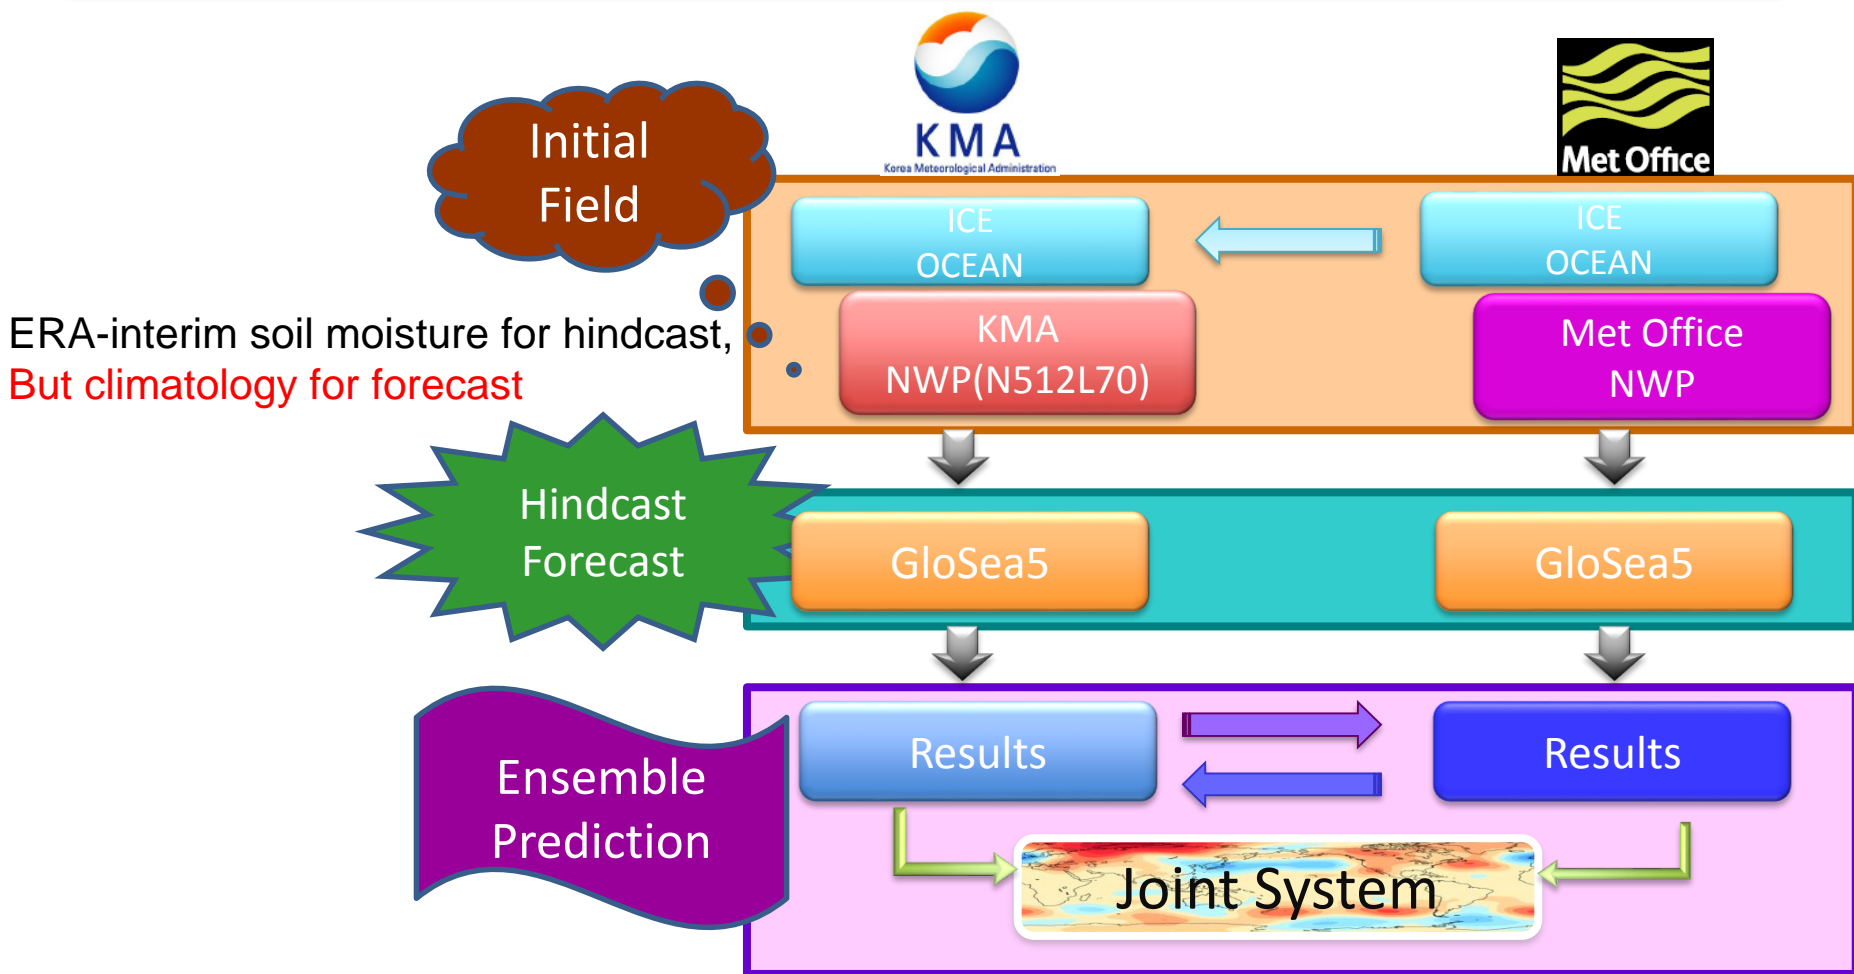 KMA
Korea Meteorological Administration
Met Office
Initial
Field
ICE
OCEAN
ICE
OCEAN
ERA-interim soil moisture for hindcast,
But climatology for forecast
KMA
NWP(N512L70)
Met Office
NWP
Hindcast
Forecast
GloSea5
GloSea5
Ensemble
Prediction
Results
Results
Joint System